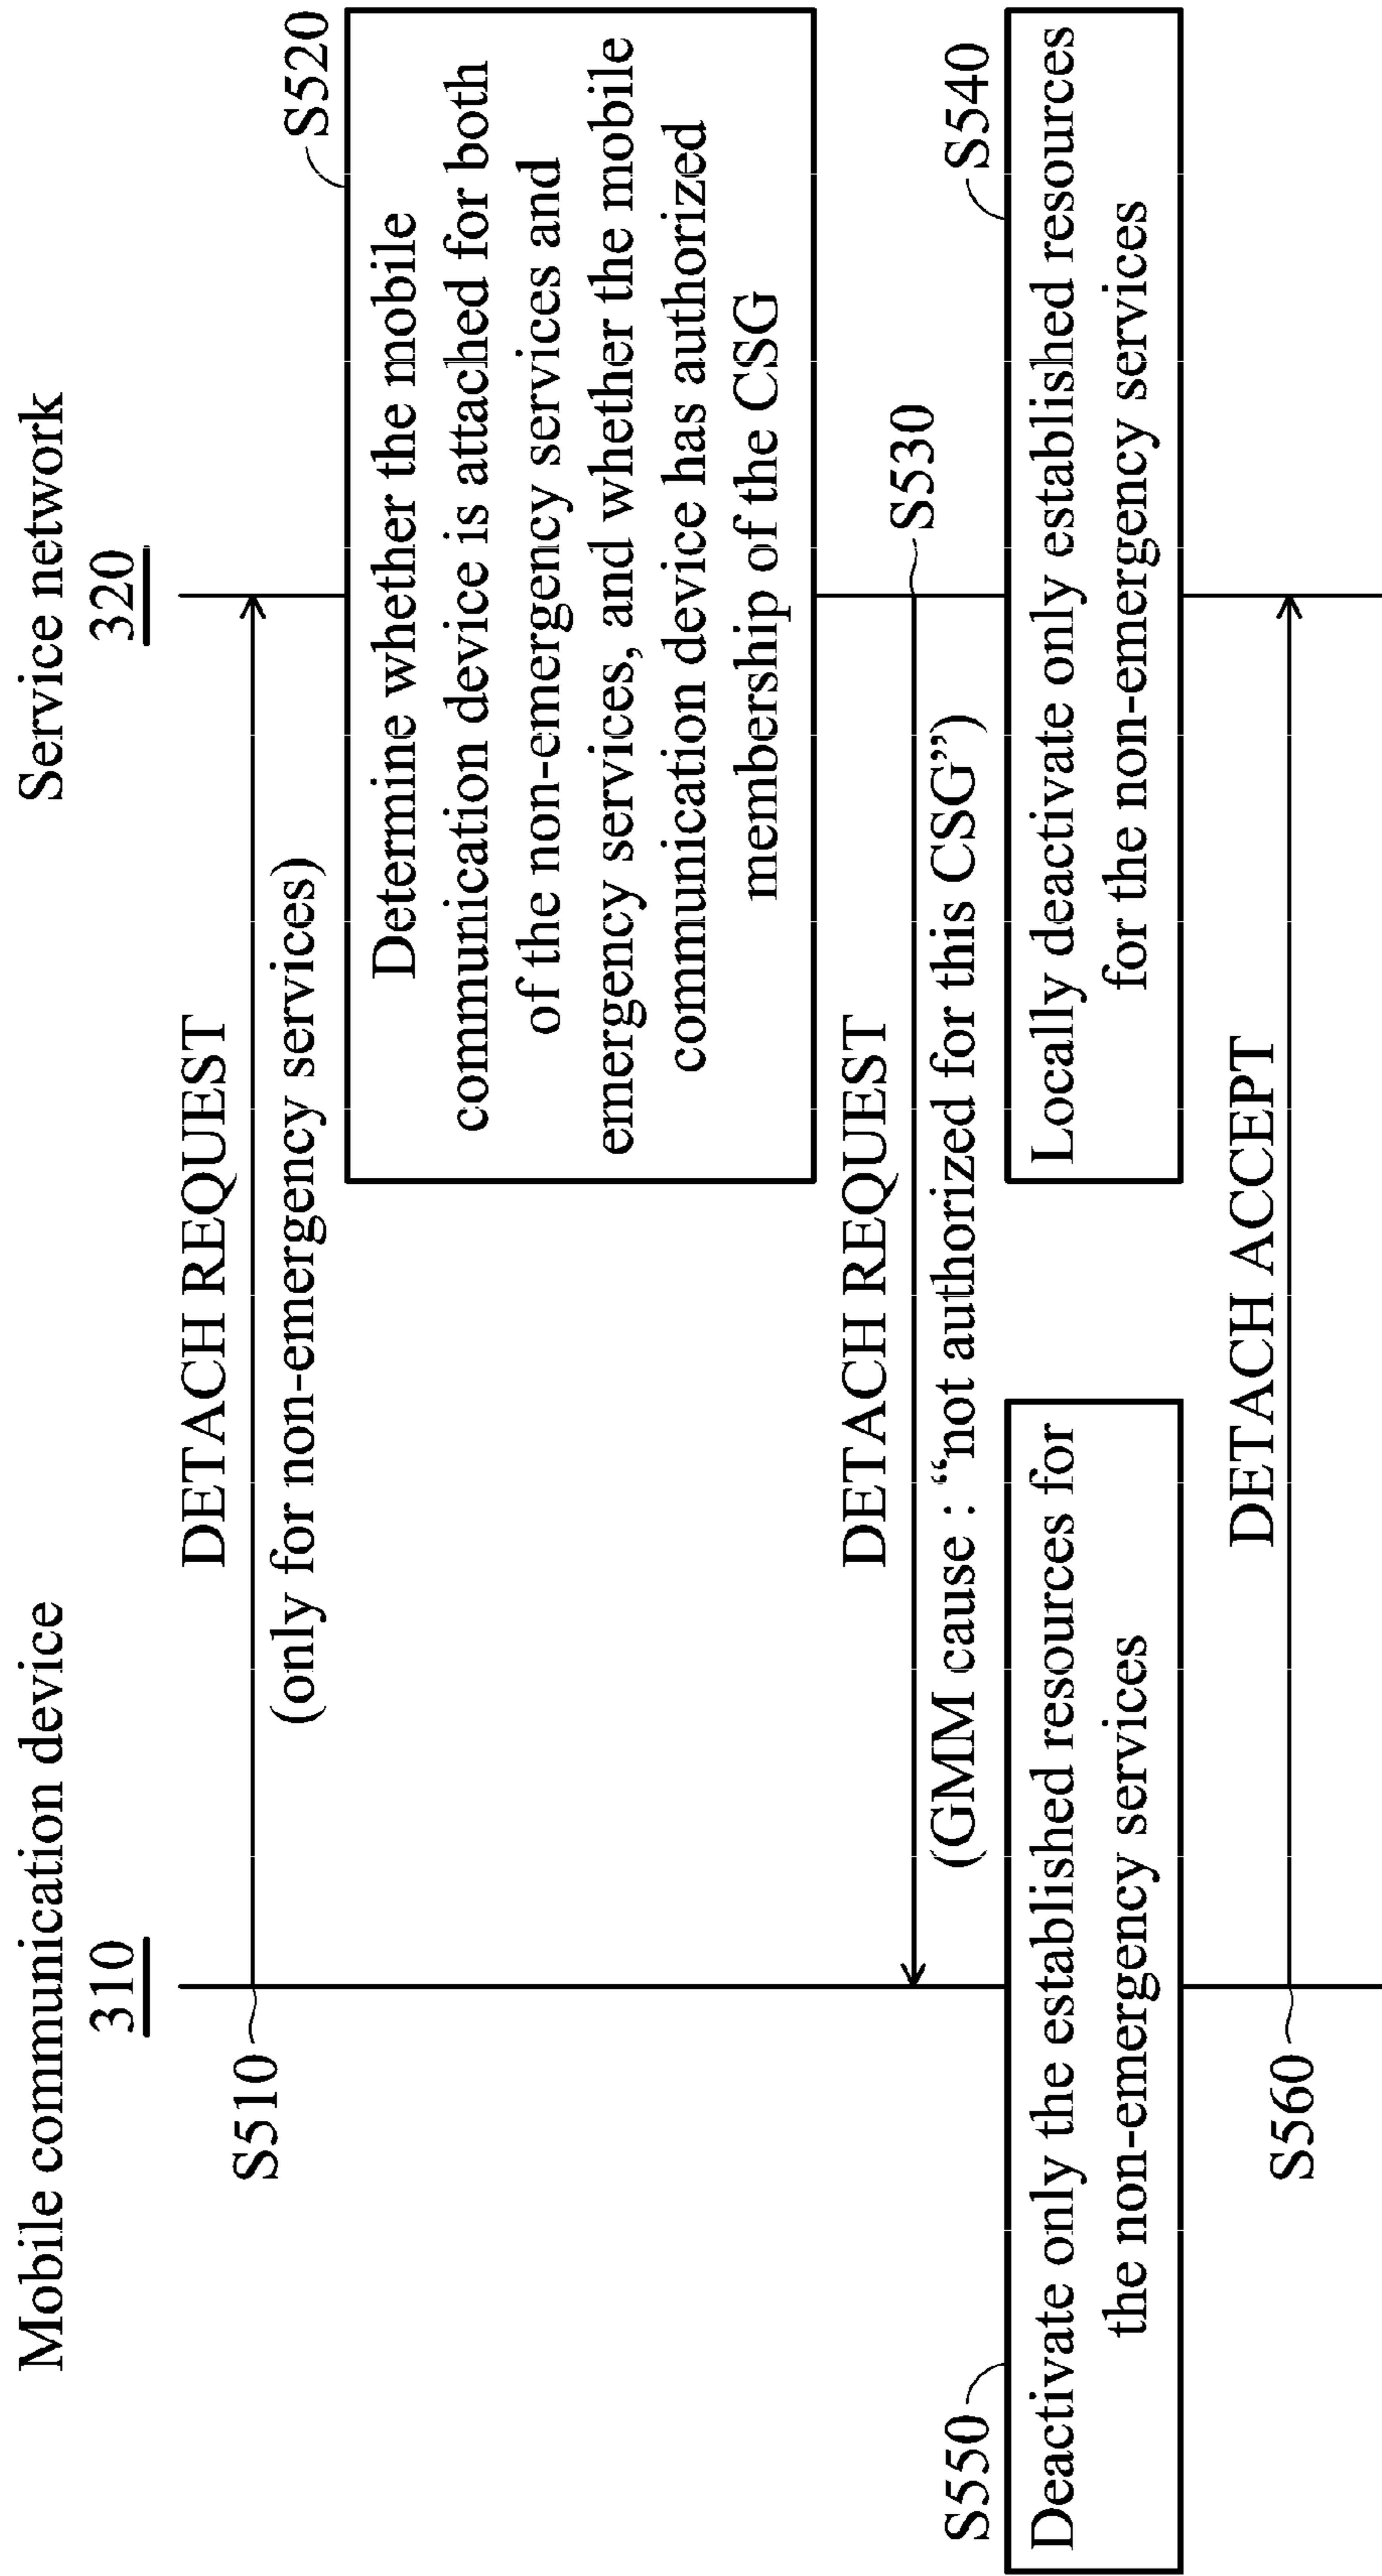 Mobile communication device
310
Service network
320
S510
DETACH REQUEST
(only for non-emergency services)
S520
Determine whether the mobile
communication device is attached for both
of the non-emergency services and
emergency services, and whether the mobile
communication device has authorized
membership of the CSG
DETACH REQUEST
S530
(GMM cause : “not authorized for this CSG”)
S540
Locally deactivate only established resources
for the non-emergency services
S550
Deactivate only the established resources for
the non-emergency services
DETACH ACCEPT
S560